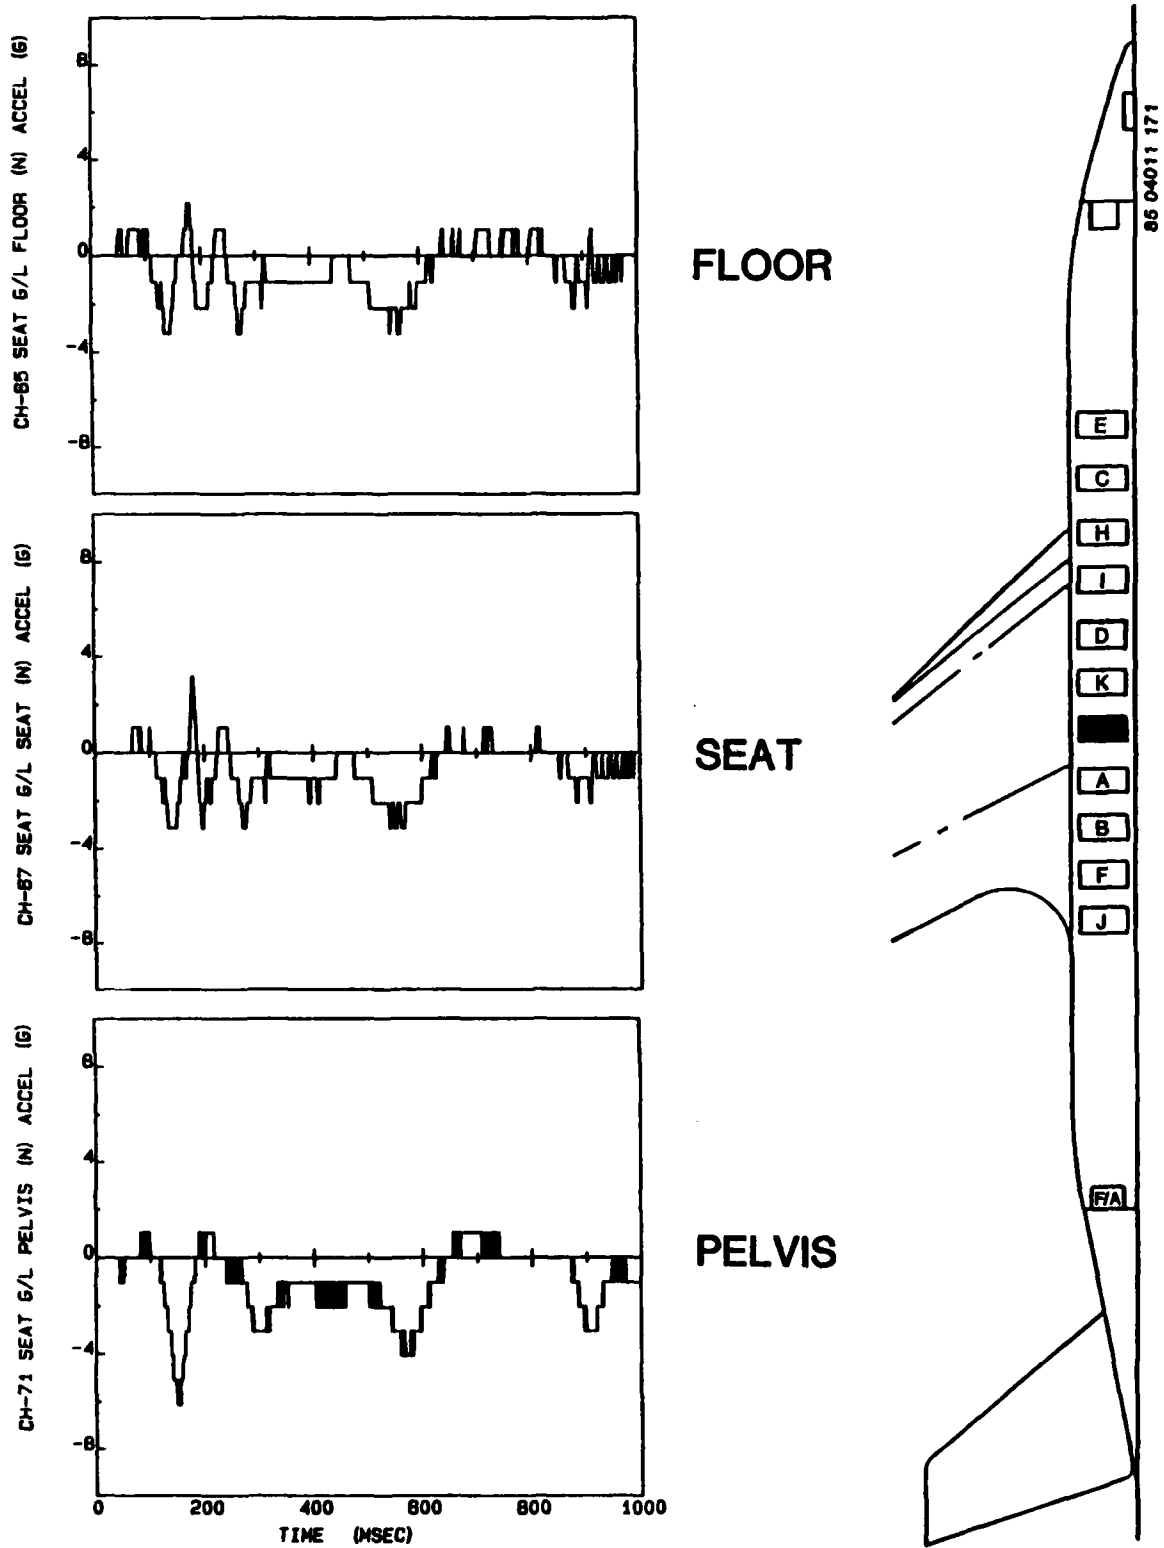 CH-65 SEAT G/L FLOOR (N) ACCEL (G)
8
4
0
-4
-8
FLOOR
CH-67 SEAT G/L SEAT (N) ACCEL (G)
8
4
0
-4
-8
SEAT
CH-71 SEAT G/L PELVIS (N) ACCEL (G)
8
4
0
-4
-8
PELVIS
0 200 400 600 800 1000
TIME (MSEC)
85 04011 171
E
C
H
I
D
K
A
B
F
J
F/A